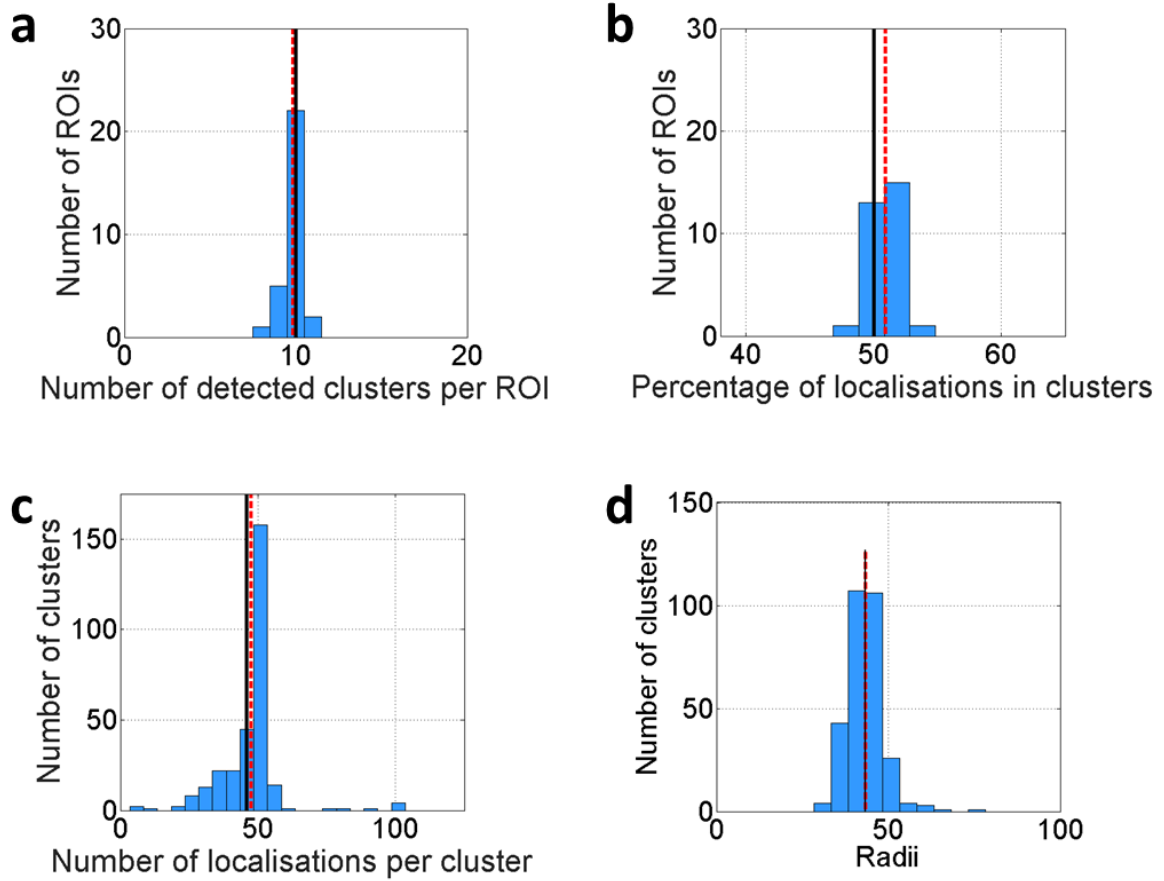 a
30
20
10
0
Number of ROIs
0 10 20
Number of detected clusters per ROI
b
30
20
10
0
Number of ROIs
40 50 60
Percentage of localisations in clusters
c
150
100
50
0
Number of clusters
0 50 100
Number of localisations per cluster
d
150
100
50
0
Number of clusters
0 50 100
Radii